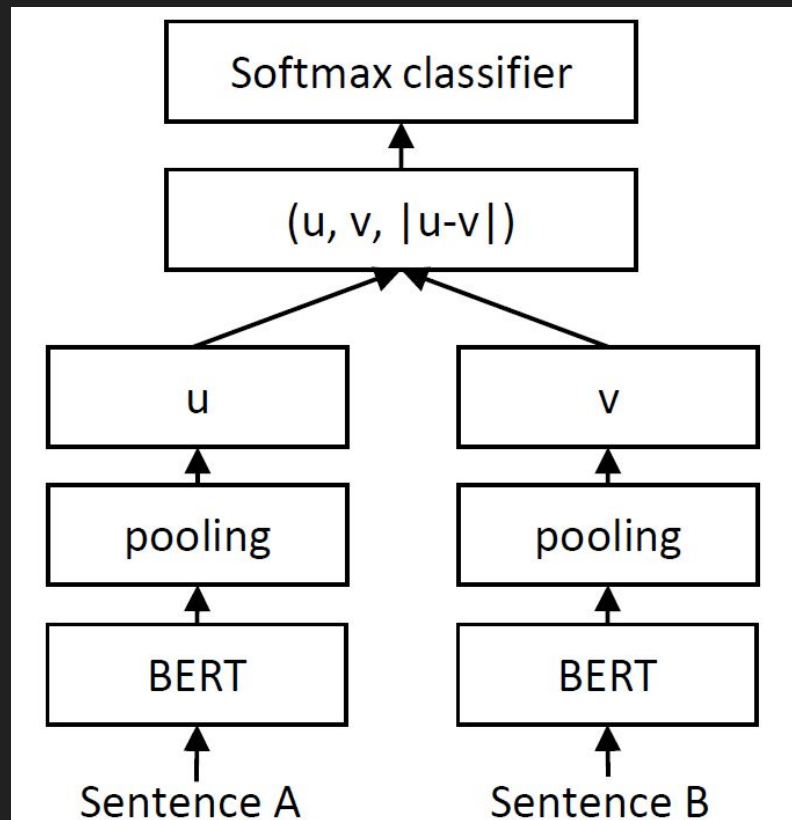 Softmax classifier
(u, v, |u-v|)
u
v
pooling
pooling
BERT
BERT
Sentence A
Sentence B